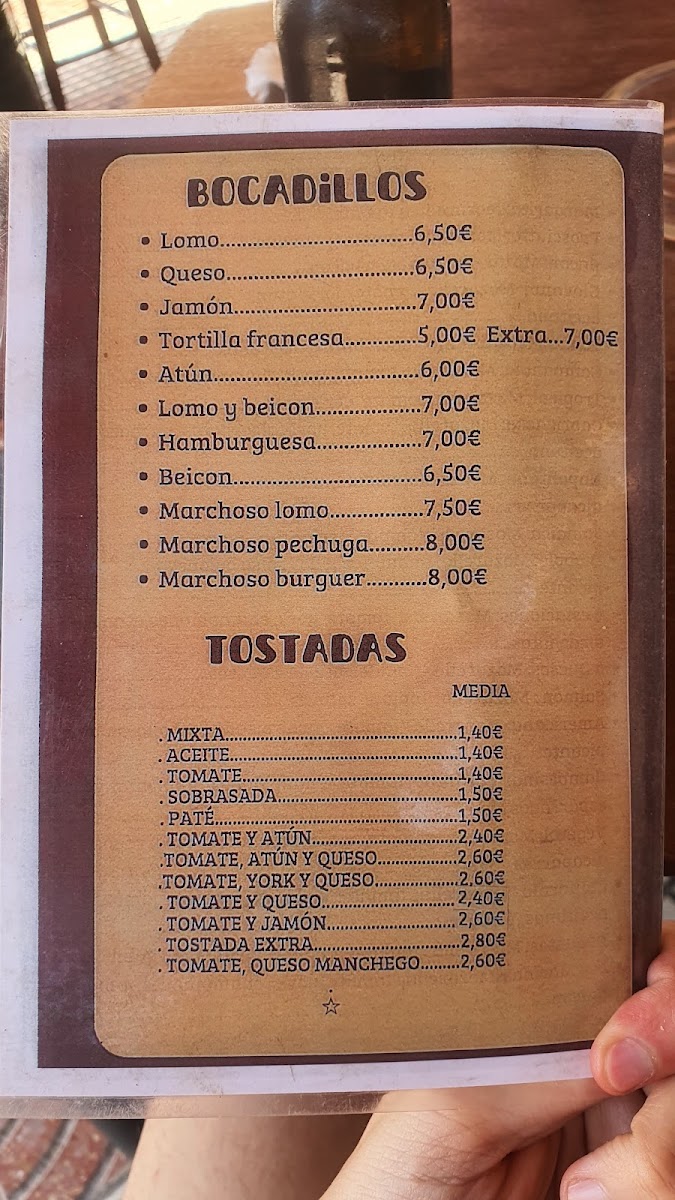 BOCADiLLOS
• Lomo.................................6,50€
• Queso................................6,50€
• Jamón...............................7,00€
• Tortilla francesa............5,00€ Extra...7,00€
• Atún...................................6,00€
• Lomo y beicon..................7,00€
• Hamburguesa..................7,00€
• Beicon................................6,50€
• Marchoso lomo................7,50€
• Marchoso pechuga..........8,00€
• Marchoso burguer...........8,00€
TOSTADAS
MEDIA
. MIXTA............................................1,40€
. ACEITE...........................................1,40€
. TOMATE.........................................1,40€
. SOBRASADA..................................1,50€
. PATÉ..............................................1,50€
. TOMATE Y ATÚN...........................2,40€
.TOMATE, ATÚN Y QUESO...............2,60€
.TOMATE, YORK Y QUESO................2.60€
. TOMATE Y QUESO.........................2,40€
. TOMATE Y JAMÓN........................2,60€
. TOSTADA EXTRA...........................2,80€
. TOMATE, QUESO MANCHEGO........2,60€